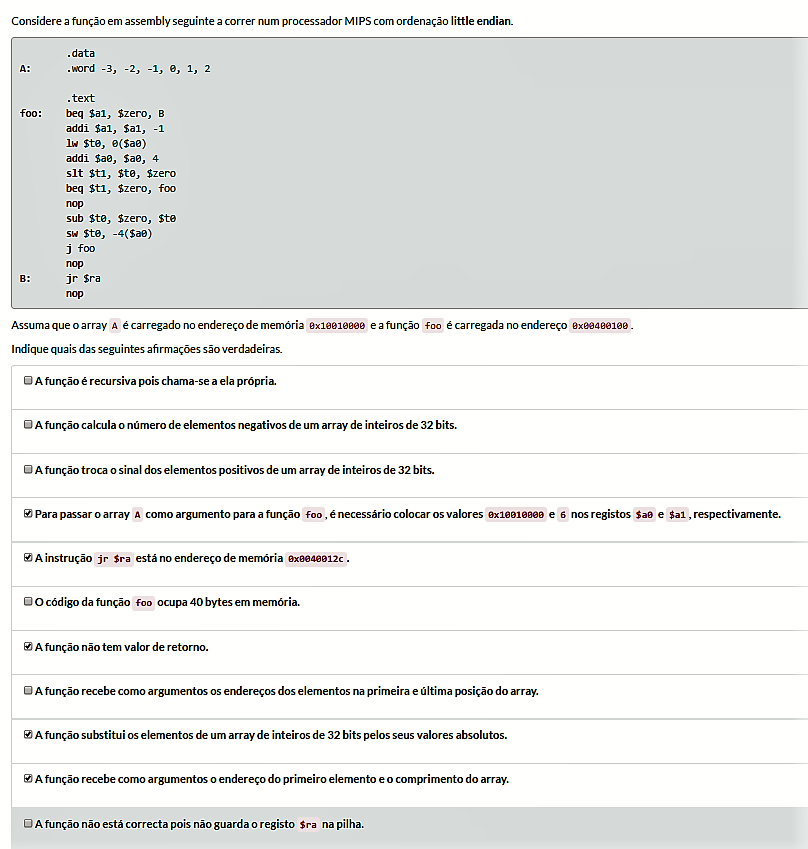 Considere a função em assembly seguinte a correr num processador MIPS com ordenação little endian.
.data
A: .word -3, -2, -1, 0, 1, 2
.text
foo: beq $a1, $zero, B
addi $a1, $a1, -1
lw $t0, 0($a0)
addi $a0, $a0, 4
slt $t1, $t0, $zero
beq $t1, $zero, foo
nop
sub $t0, $zero, $t0
sw $t0, -4($a0)
j foo
nop
B: jr $ra
nop
Assuma que o array A é carregado no endereço de memória 0x10010000 e a função foo é carregada no endereço 0x00400100.
Indique quais das seguintes afirmações são verdadeiras.
A função é recursiva pois chama-se a ela própria.
A função calcula o número de elementos negativos de um array de inteiros de 32 bits.
A função troca o sinal dos elementos positivos de um array de inteiros de 32 bits.
Para passar o array A como argumento para a função foo, é necessário colocar os valores 0x10010000 e 6 nos registos $a0 e $a1, respectivamente.
A instrução jr $ra está no endereço de memória 0x0040012c.
O código da função foo ocupa 40 bytes em memória.
A função não tem valor de retorno.
A função recebe como argumentos os endereços dos elementos na primeira e última posição do array.
A função substitui os elementos de um array de inteiros de 32 bits pelos seus valores absolutos.
A função recebe como argumentos o endereço do primeiro elemento e o comprimento do array.
A função não está correcta pois não guarda o registo $ra na pilha.